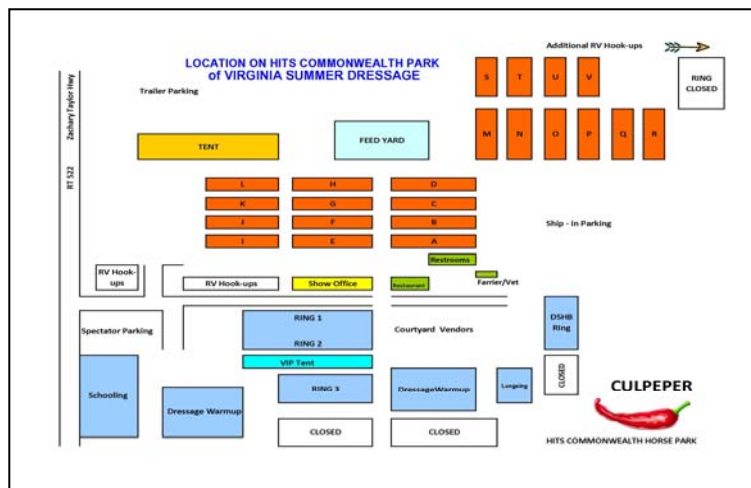 Additional RV Hook-ups
LOCATION ON HITS COMMONWEALTH PARK
of VIRGINIA SUMMER DRESSAGE
Trailer Parking
Zachary Taylor Hwy
RT 522
S T U V
RING
CLOSED
TENT
FEED YARD
M N O P Q R
L H D
K G C
J F B
I E A
Ship - in Parking
Restrooms
RV Hook-
ups
RV Hook-ups
Show Office
Restaurant
Farrier/Vet
Spectator Parking
RING 1
RING 2
Courtyard Vendors
DSHB
Ring
VIP Tent
CLOSED
Schooling
Dressage Warmup
RING 3
DressageWarmup
Lungeing
CULPEPER
CLOSED
CLOSED
HITS COMMONWEALTH HORSE PARK